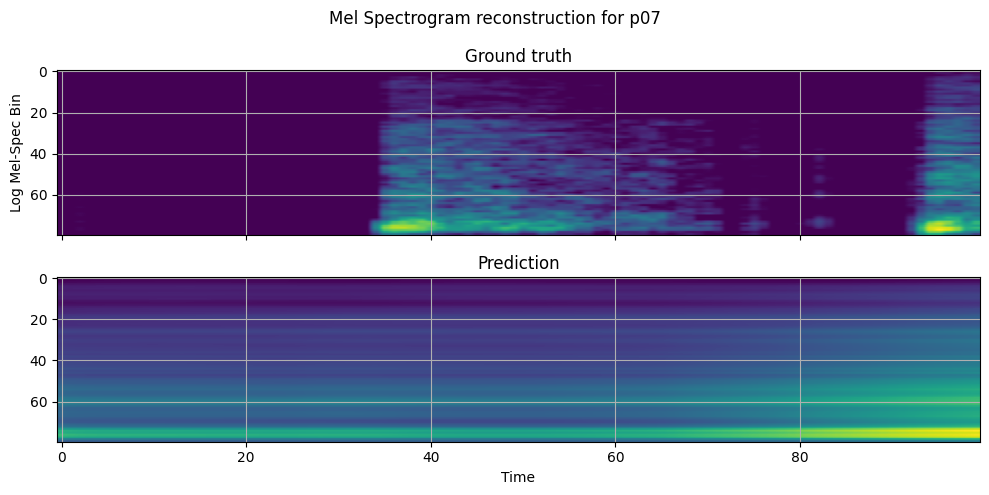 Mel Spectrogram reconstruction for p07
Ground truth
0
20
40
60
Log Mel-Spec Bin
Prediction
0
20
40
60
0 20 40 60 80
Time